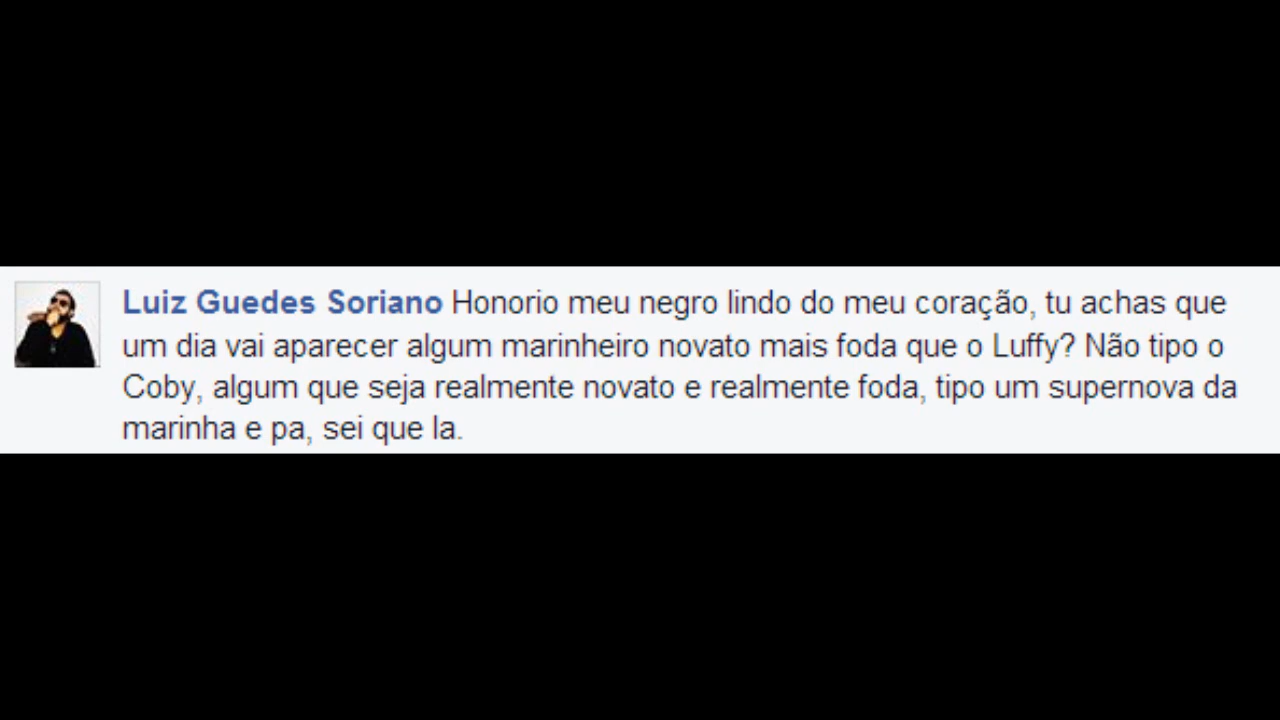 Luiz Guedes Soriano Honorio meu negro lindo do meu coração, tu achas que
um dia vai aparecer algum marinheiro novato mais foda que o Luffy? Não tipo o
Coby, algum que seja realmente novato e realmente foda, tipo um supernova da
marinha e pa, sei que la.